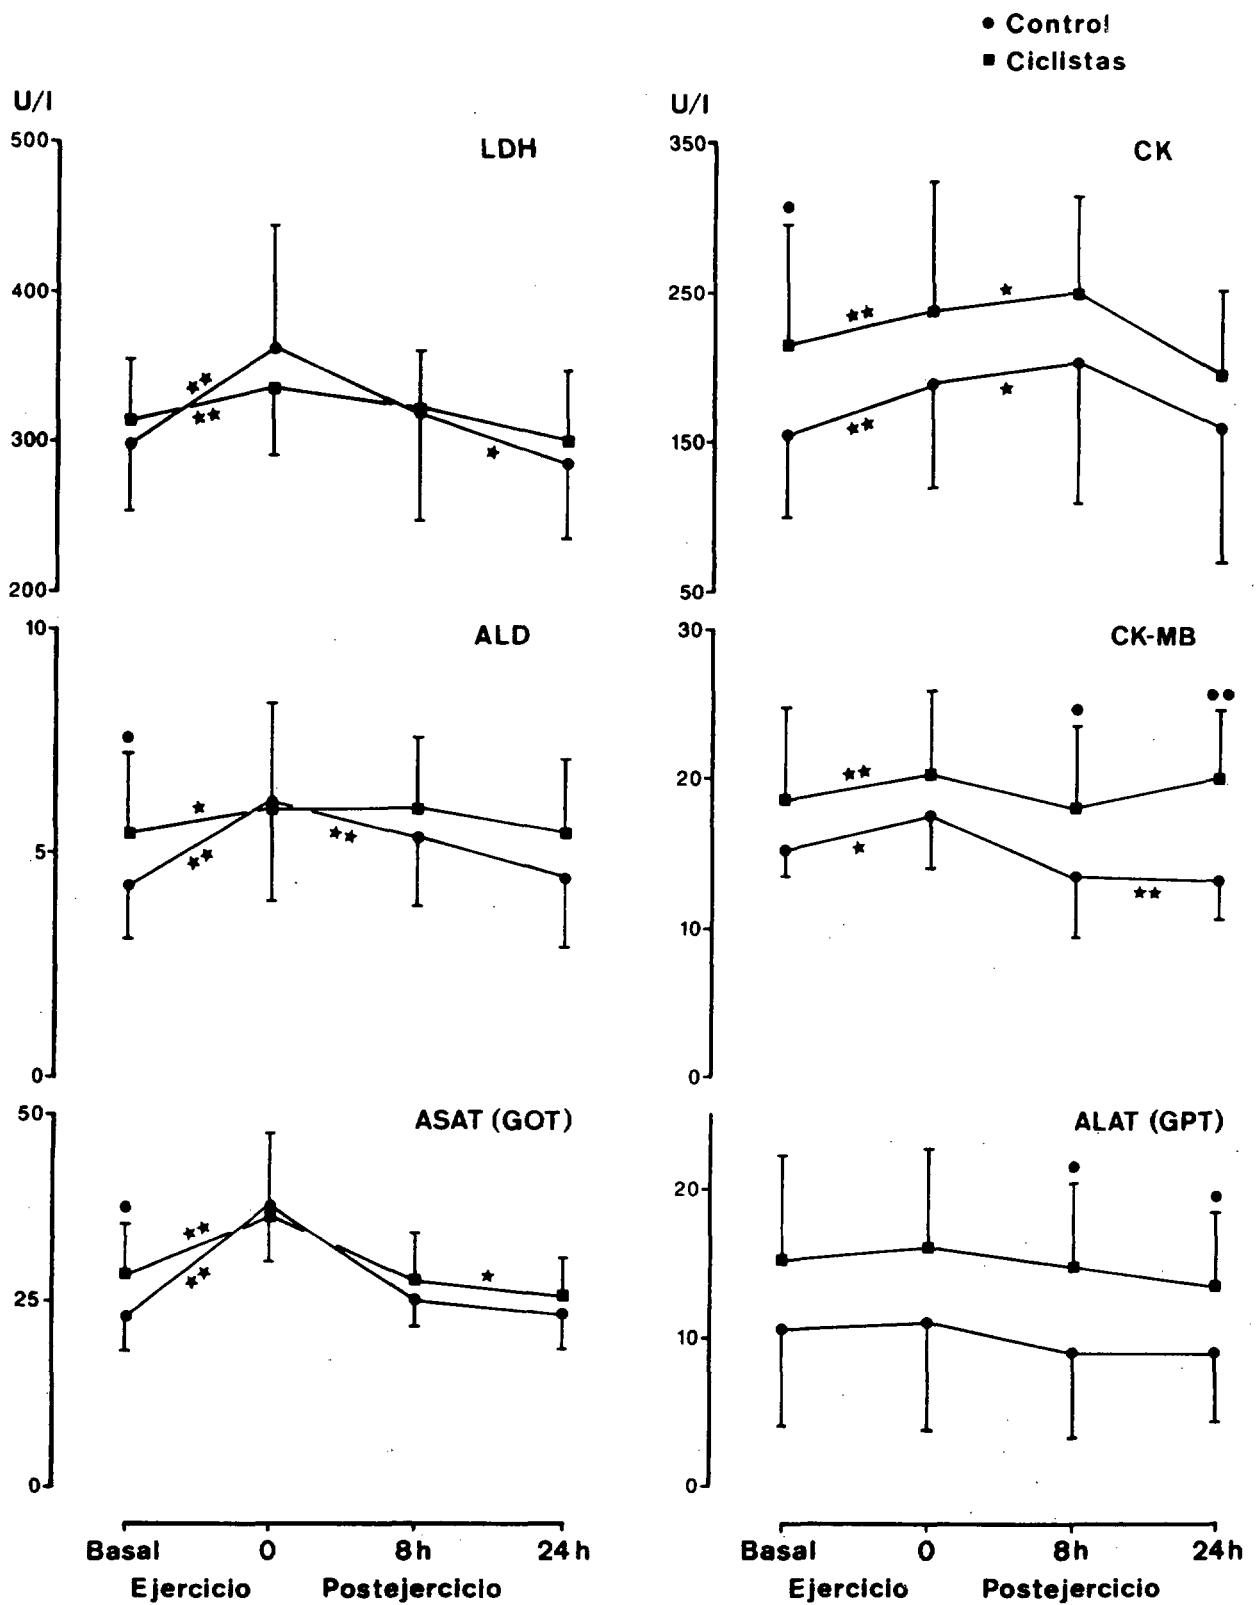 ● Control
■ Ciclistas
U/l
500
LDH
400
300
200
U/l
350
CK
250
150
50
10
ALD
5
0
30
CK-MB
20
10
0
50
ASAT (GOT)
25
0
ALAT (GPT)
20
10
0
Basal 0 8h 24h
Ejercicio Postejercicio
Basal 0 8h 24h
Ejercicio Postejercicio